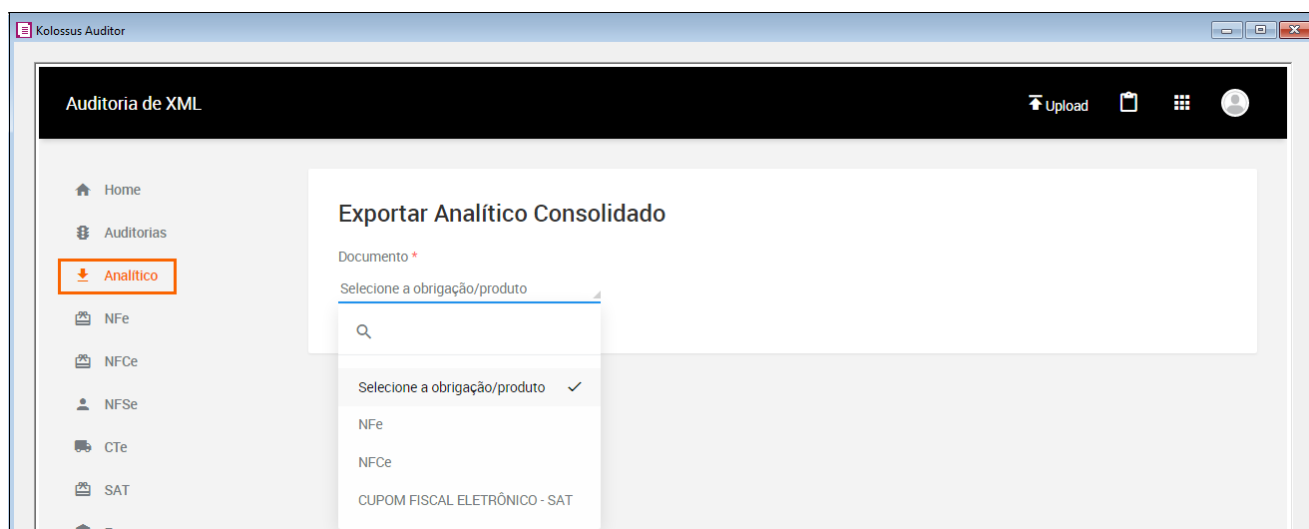 Kolossus Auditor
Auditoria de XML
Upload
Home
Auditorias
Analítico
NFe
NFCe
NFSe
CTe
SAT
Exportar Analítico Consolidado
Documento *
Selecione a obrigação/produto
Selecione a obrigação/produto
NFe
NFCe
CUPOM FISCAL ELETRÔNICO - SAT